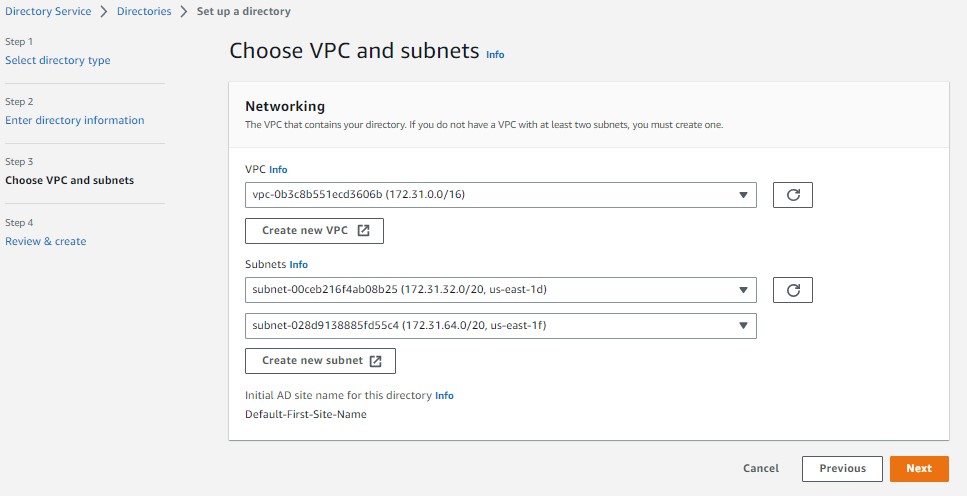 Directory Service > Directories > Set up a directory
Step 1
Select directory type
Step 2
Enter directory information
Step 3
Choose VPC and subnets
Step 4
Review & create
Choose VPC and subnets Info
Networking
The VPC that contains your directory. If you do not have a VPC with at least two subnets, you must create one.
VPC Info
vpc-0b3c8b551ecd3606b (172.31.0.0/16)
Create new VPC
Subnets Info
subnet-00ceb216f4ab08b25 (172.31.32.0/20, us-east-1d)
subnet-028d9138885fd55c4 (172.31.64.0/20, us-east-1f)
Create new subnet
Initial AD site name for this directory Info
Default-First-Site-Name
Cancel Previous Next